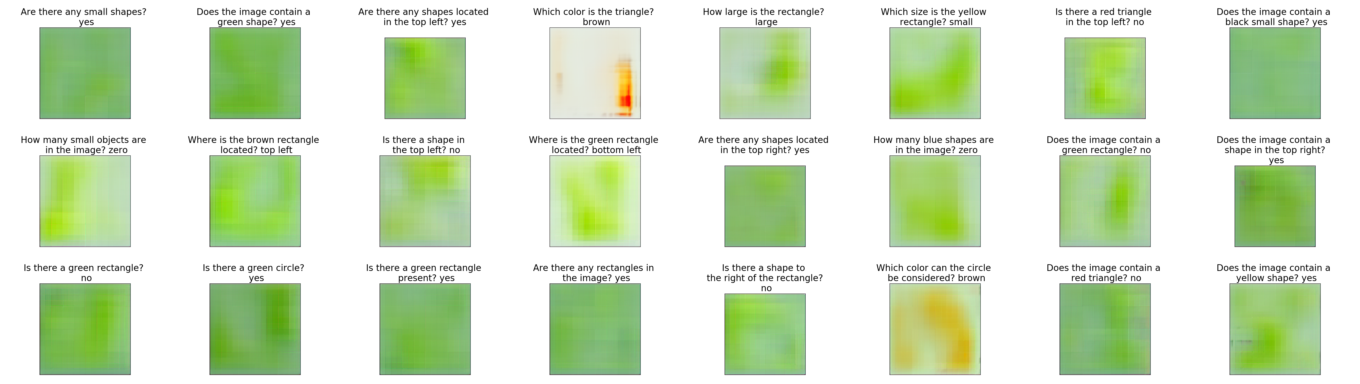 Are there any small shapes?
yes
Does the image contain a
green shape? yes
Are there any shapes located
in the top left? yes
Which color is the triangle?
brown
How large is the rectangle?
large
Which size is the yellow
rectangle? small
Is there a red triangle
in the top left? no
Does the image contain a
black small shape? yes
How many small objects are
in the image? zero
Where is the brown rectangle
located? top left
Is there a shape in
the top left? no
Where is the green rectangle
located? bottom left
Are there any shapes located
in the top right? yes
How many blue shapes are
in the image? zero
Does the image contain a
green rectangle? no
Does the image contain a
shape in the top right?
yes
Is there a green rectangle?
no
Is there a green circle?
yes
Is there a green rectangle
present? yes
Are there any rectangles in
the image? yes
Is there a shape to
the right of the rectangle?
no
Which color can the circle
be considered? brown
Does the image contain a
red triangle? no
Does the image contain a
yellow shape? yes